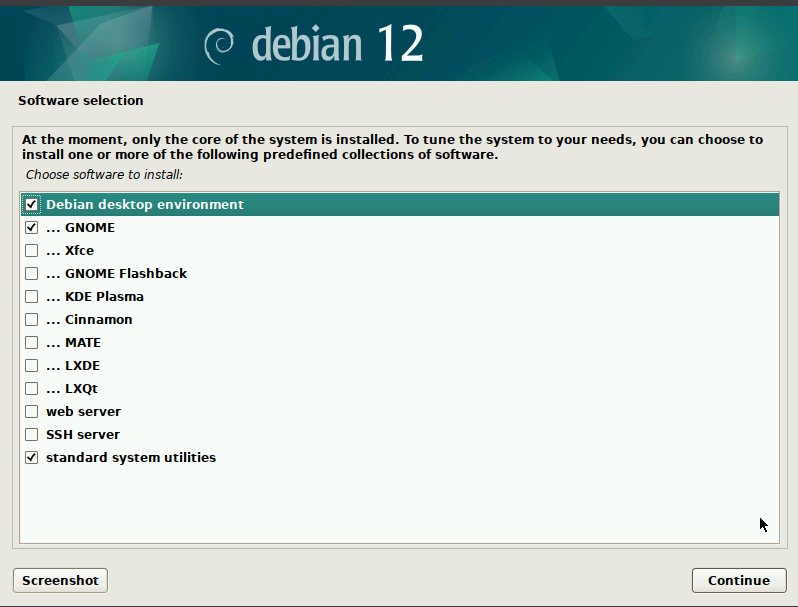 debian 12
Software selection
At the moment, only the core of the system is installed. To tune the system to your needs, you can choose to
install one or more of the following predefined collections of software.
Choose software to install:
Debian desktop environment
... GNOME
... Xfce
... GNOME Flashback
... KDE Plasma
... Cinnamon
... MATE
... LXDE
... LXQt
web server
SSH server
standard system utilities
Screenshot
Continue